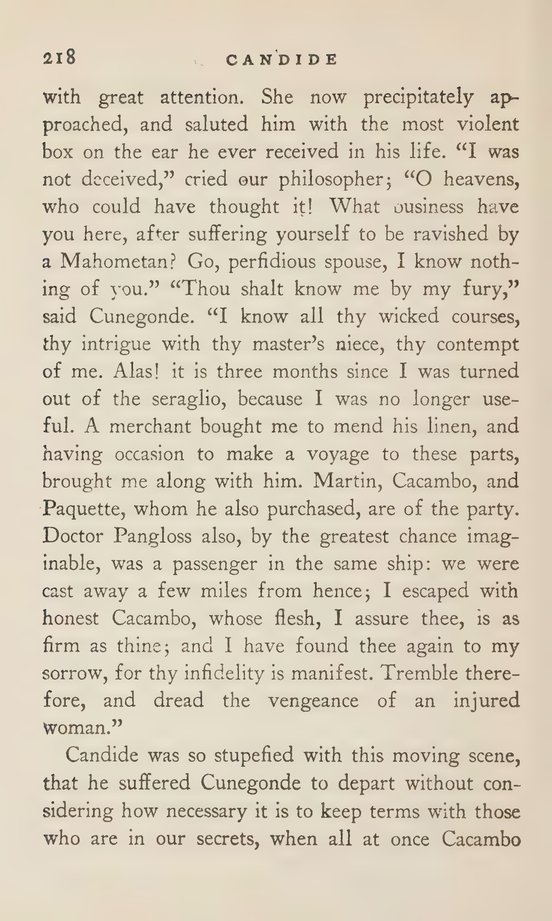 218 CANDIDE
with great attention. She now precipitately ap-
proached, and saluted him with the most violent
box on the ear he ever received in his life. “I was
not deceived,” cried our philosopher; “O heavens,
who could have thought it! What business have
you here, after suffering yourself to be ravished by
a Mahometan? Go, perfidious spouse, I know noth-
ing of you.” “Thou shalt know me by my fury,”
said Cunegonde. “I know all thy wicked courses,
thy intrigue with thy master’s niece, thy contempt
of me. Alas! it is three months since I was turned
out of the seraglio, because I was no longer use-
ful. A merchant bought me to mend his linen, and
having occasion to make a voyage to these parts,
brought me along with him. Martin, Cacambo, and
Paquette, whom he also purchased, are of the party.
Doctor Pangloss also, by the greatest chance imag-
inable, was a passenger in the same ship: we were
cast away a few miles from hence; I escaped with
honest Cacambo, whose flesh, I assure thee, is as
firm as thine; and I have found thee again to my
sorrow, for thy infidelity is manifest. Tremble there-
fore, and dread the vengeance of an injured
woman.”
Candide was so stupefied with this moving scene,
that he suffered Cunegonde to depart without con-
sidering how necessary it is to keep terms with those
who are in our secrets, when all at once Cacambo